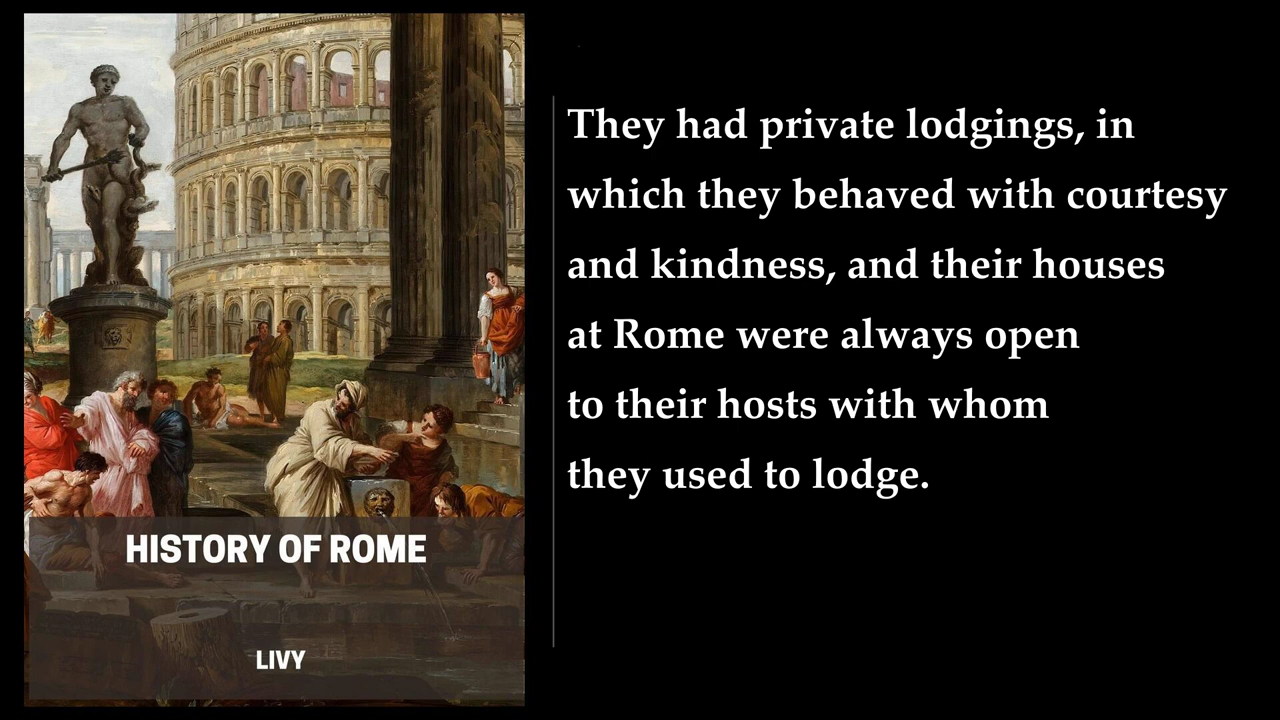 They had private lodgings, in
which they behaved with courtesy
and kindness, and their houses
at Rome were always open
to their hosts with whom
they used to lodge.
HISTORY OF ROME
LIVY